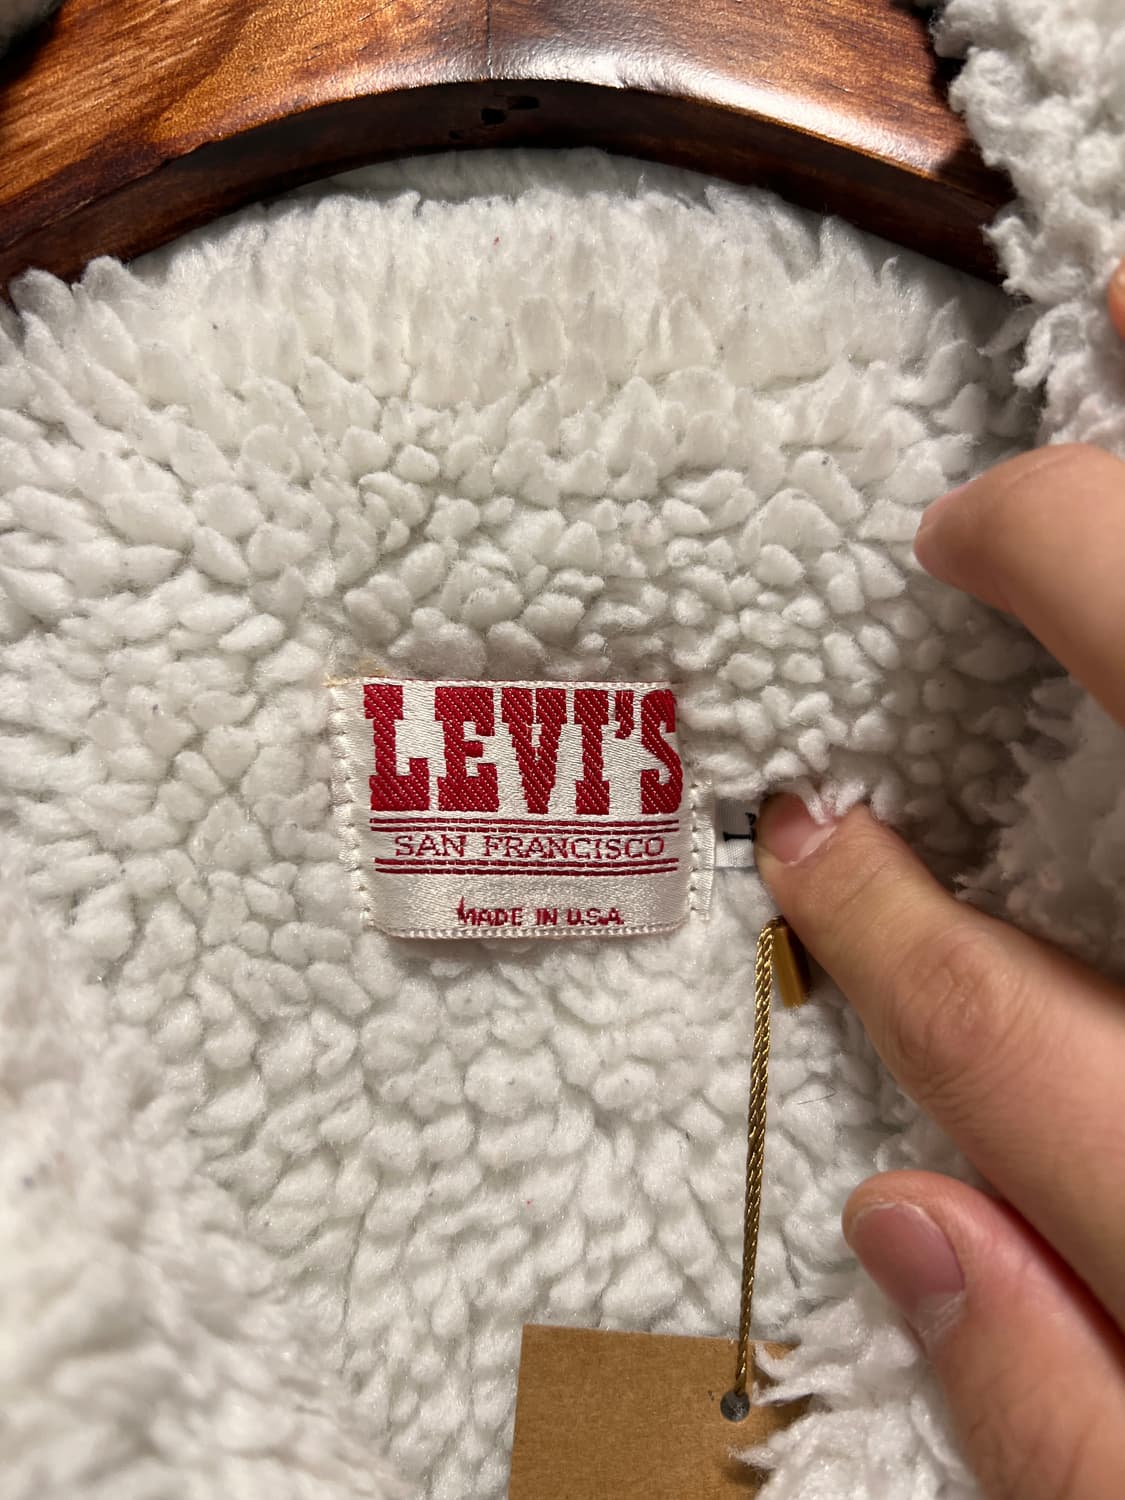 LEVI'S
SAN FRANCISCO
MADE IN U.S.A.
L